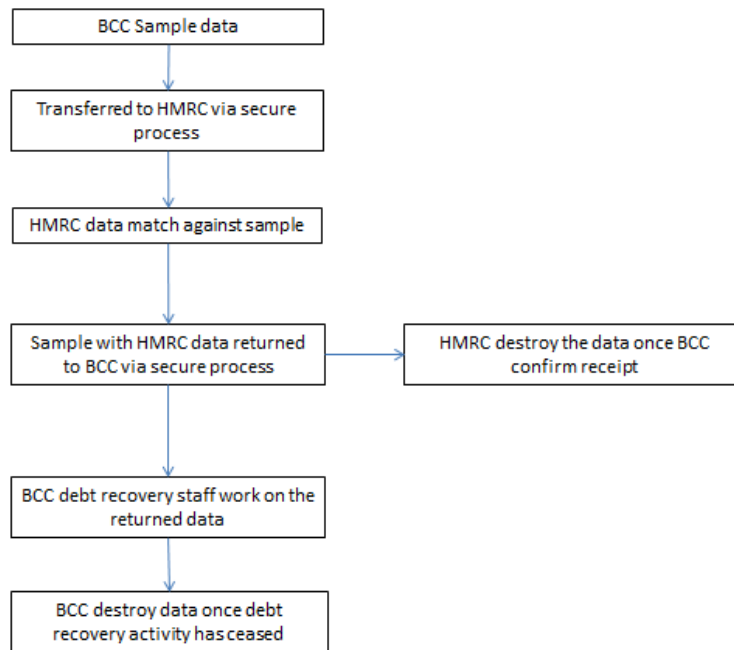 BCC Sample data
Transferred to HMRC via secure
process
HMRC data match against sample
Sample with HMRC data returned
to BCC via secure process
HMRC destroy the data once BCC
confirm receipt
BCC debt recovery staff work on the
returned data
BCC destroy data once debt
recovery activity has ceased